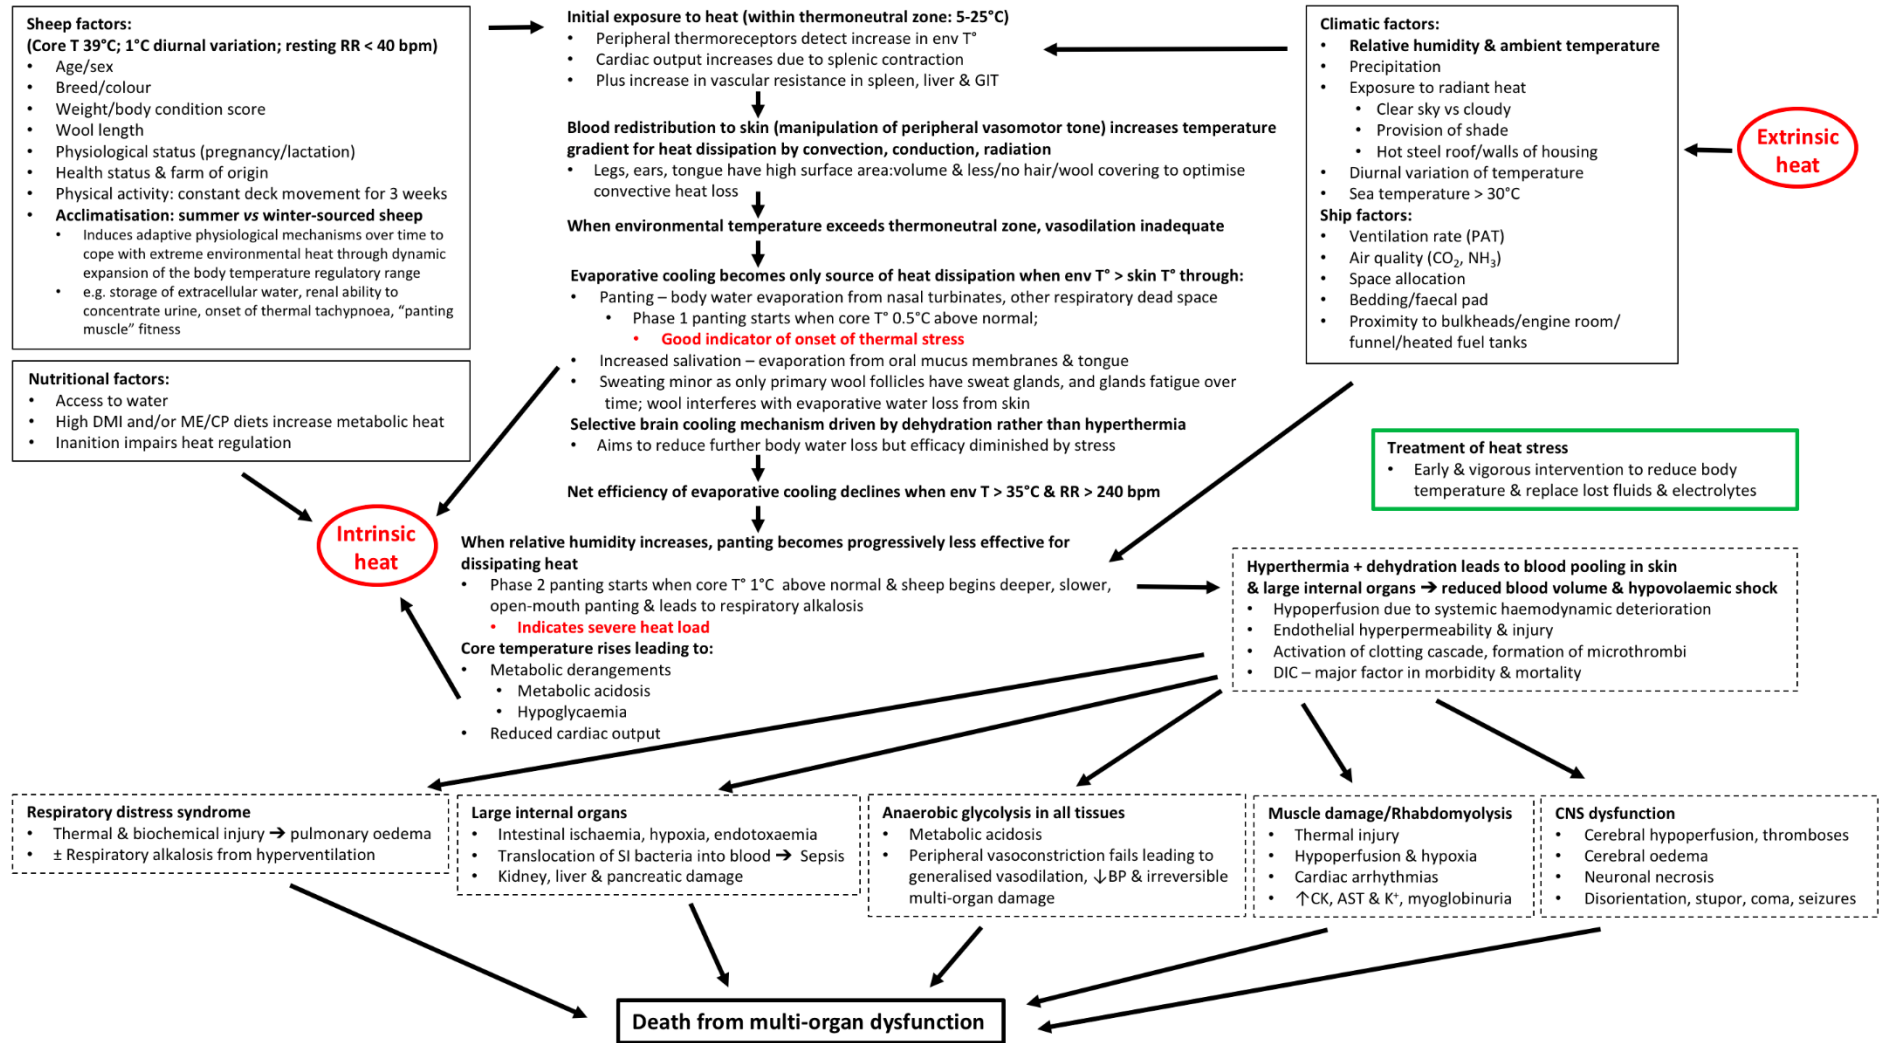 Sheep factors:
(Core T 39°C; 1°C diurnal variation; resting RR < 40 bpm)
• Age/sex
• Breed/colour
• Weight/body condition score
• Wool length
• Physiological status (pregnancy/lactation)
• Health status & farm of origin
• Physical activity: constant deck movement for 3 weeks
• Acclimatisation: summer vs winter-sourced sheep
• Induces adaptive physiological mechanisms over time to
cope with extreme environmental heat through dynamic
expansion of the body temperature regulatory range
• e.g. storage of extracellular water, renal ability to
concentrate urine, onset of thermal tachypnoea, “panting
muscle” fitness
Nutritional factors:
• Access to water
• High DMI and/or ME/CP diets increase metabolic heat
• Inanition impairs heat regulation
Intrinsic
heat
Initial exposure to heat (within thermoneutral zone: 5-25°C)
• Peripheral thermoreceptors detect increase in env T°
• Cardiac output increases due to splenic contraction
• Plus increase in vascular resistance in spleen, liver & GIT
Blood redistribution to skin (manipulation of peripheral vasomotor tone) increases temperature
gradient for heat dissipation by convection, conduction, radiation
• Legs, ears, tongue have high surface area:volume & less/no hair/wool covering to optimise
convective heat loss
When environmental temperature exceeds thermoneutral zone, vasodilation inadequate
Evaporative cooling becomes only source of heat dissipation when env T° > skin T° through:
• Panting – body water evaporation from nasal turbinates, other respiratory dead space
• Phase 1 panting starts when core T° 0.5°C above normal;
• Good indicator of onset of thermal stress
• Increased salivation – evaporation from oral mucus membranes & tongue
• Sweating minor as only primary wool follicles have sweat glands, and glands fatigue over
time; wool interferes with evaporative water loss from skin
Selective brain cooling mechanism driven by dehydration rather than hyperthermia
• Aims to reduce further body water loss but efficacy diminished by stress
Net efficiency of evaporative cooling declines when env T > 35°C & RR > 240 bpm
When relative humidity increases, panting becomes progressively less effective for
dissipating heat
• Phase 2 panting starts when core T° 1°C above normal & sheep begins deeper, slower,
open-mouth panting & leads to respiratory alkalosis
• Indicates severe heat load
Core temperature rises leading to:
• Metabolic derangements
• Metabolic acidosis
• Hypoglycaemia
• Reduced cardiac output
Climatic factors:
• Relative humidity & ambient temperature
• Precipitation
• Exposure to radiant heat
• Clear sky vs cloudy
• Provision of shade
• Hot steel roof/walls of housing
• Diurnal variation of temperature
• Sea temperature > 30°C
Ship factors:
• Ventilation rate (PAT)
• Air quality (CO₂, NH₃)
• Space allocation
• Bedding/faecal pad
• Proximity to bulkheads/engine room/
funnel/heated fuel tanks
Extrinsic
heat
Treatment of heat stress
• Early & vigorous intervention to reduce body
temperature & replace lost fluids & electrolytes
Hyperthermia + dehydration leads to blood pooling in skin
& large internal organs ➔ reduced blood volume & hypovolaemic shock
• Hypoperfusion due to systemic haemodynamic deterioration
• Endothelial hyperpermeability & injury
• Activation of clotting cascade, formation of microthrombi
• DIC – major factor in morbidity & mortality
Respiratory distress syndrome
• Thermal & biochemical injury ➔ pulmonary oedema
• ± Respiratory alkalosis from hyperventilation
Large internal organs
• Intestinal ischaemia, hypoxia, endotoxaemia
• Translocation of SI bacteria into blood ➔ Sepsis
• Kidney, liver & pancreatic damage
Anaerobic glycolysis in all tissues
• Metabolic acidosis
• Peripheral vasoconstriction fails leading to
generalised vasodilation, ↓BP & irreversible
multi-organ damage
Muscle damage/Rhabdomyolysis
• Thermal injury
• Hypoperfusion & hypoxia
• Cardiac arrhythmias
• ↑CK, AST & K⁺, myoglobinuria
CNS dysfunction
• Cerebral hypoperfusion, thromboses
• Cerebral oedema
• Neuronal necrosis
• Disorientation, stupor, coma, seizures
Death from multi-organ dysfunction